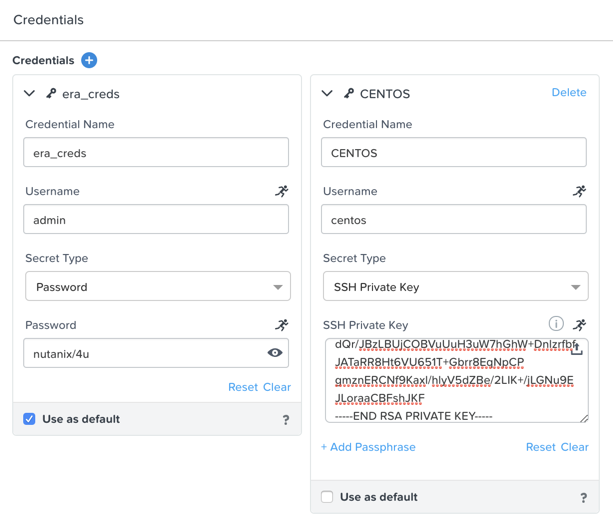 Credentials
Credentials
era_creds
Credential Name
era_creds
Username
admin
Secret Type
Password
Password
nutanix/4u
Reset Clear
Use as default ?
CENTOS Delete
Credential Name
CENTOS
Username
centos
Secret Type
SSH Private Key
SSH Private Key
dQr/JBzLBUjCOBVuUuH3uW7hGhW+DnIzrfbf
JATaRR8Ht6VU651T+Gbrr8EqNpCP
qmznERCNf9KaxI/hlyV5dZBe/2LIK+/jLGNu9E
JLoraaCBFshJKF
-----END RSA PRIVATE KEY-----
+ Add Passphrase Reset Clear
Use as default ?